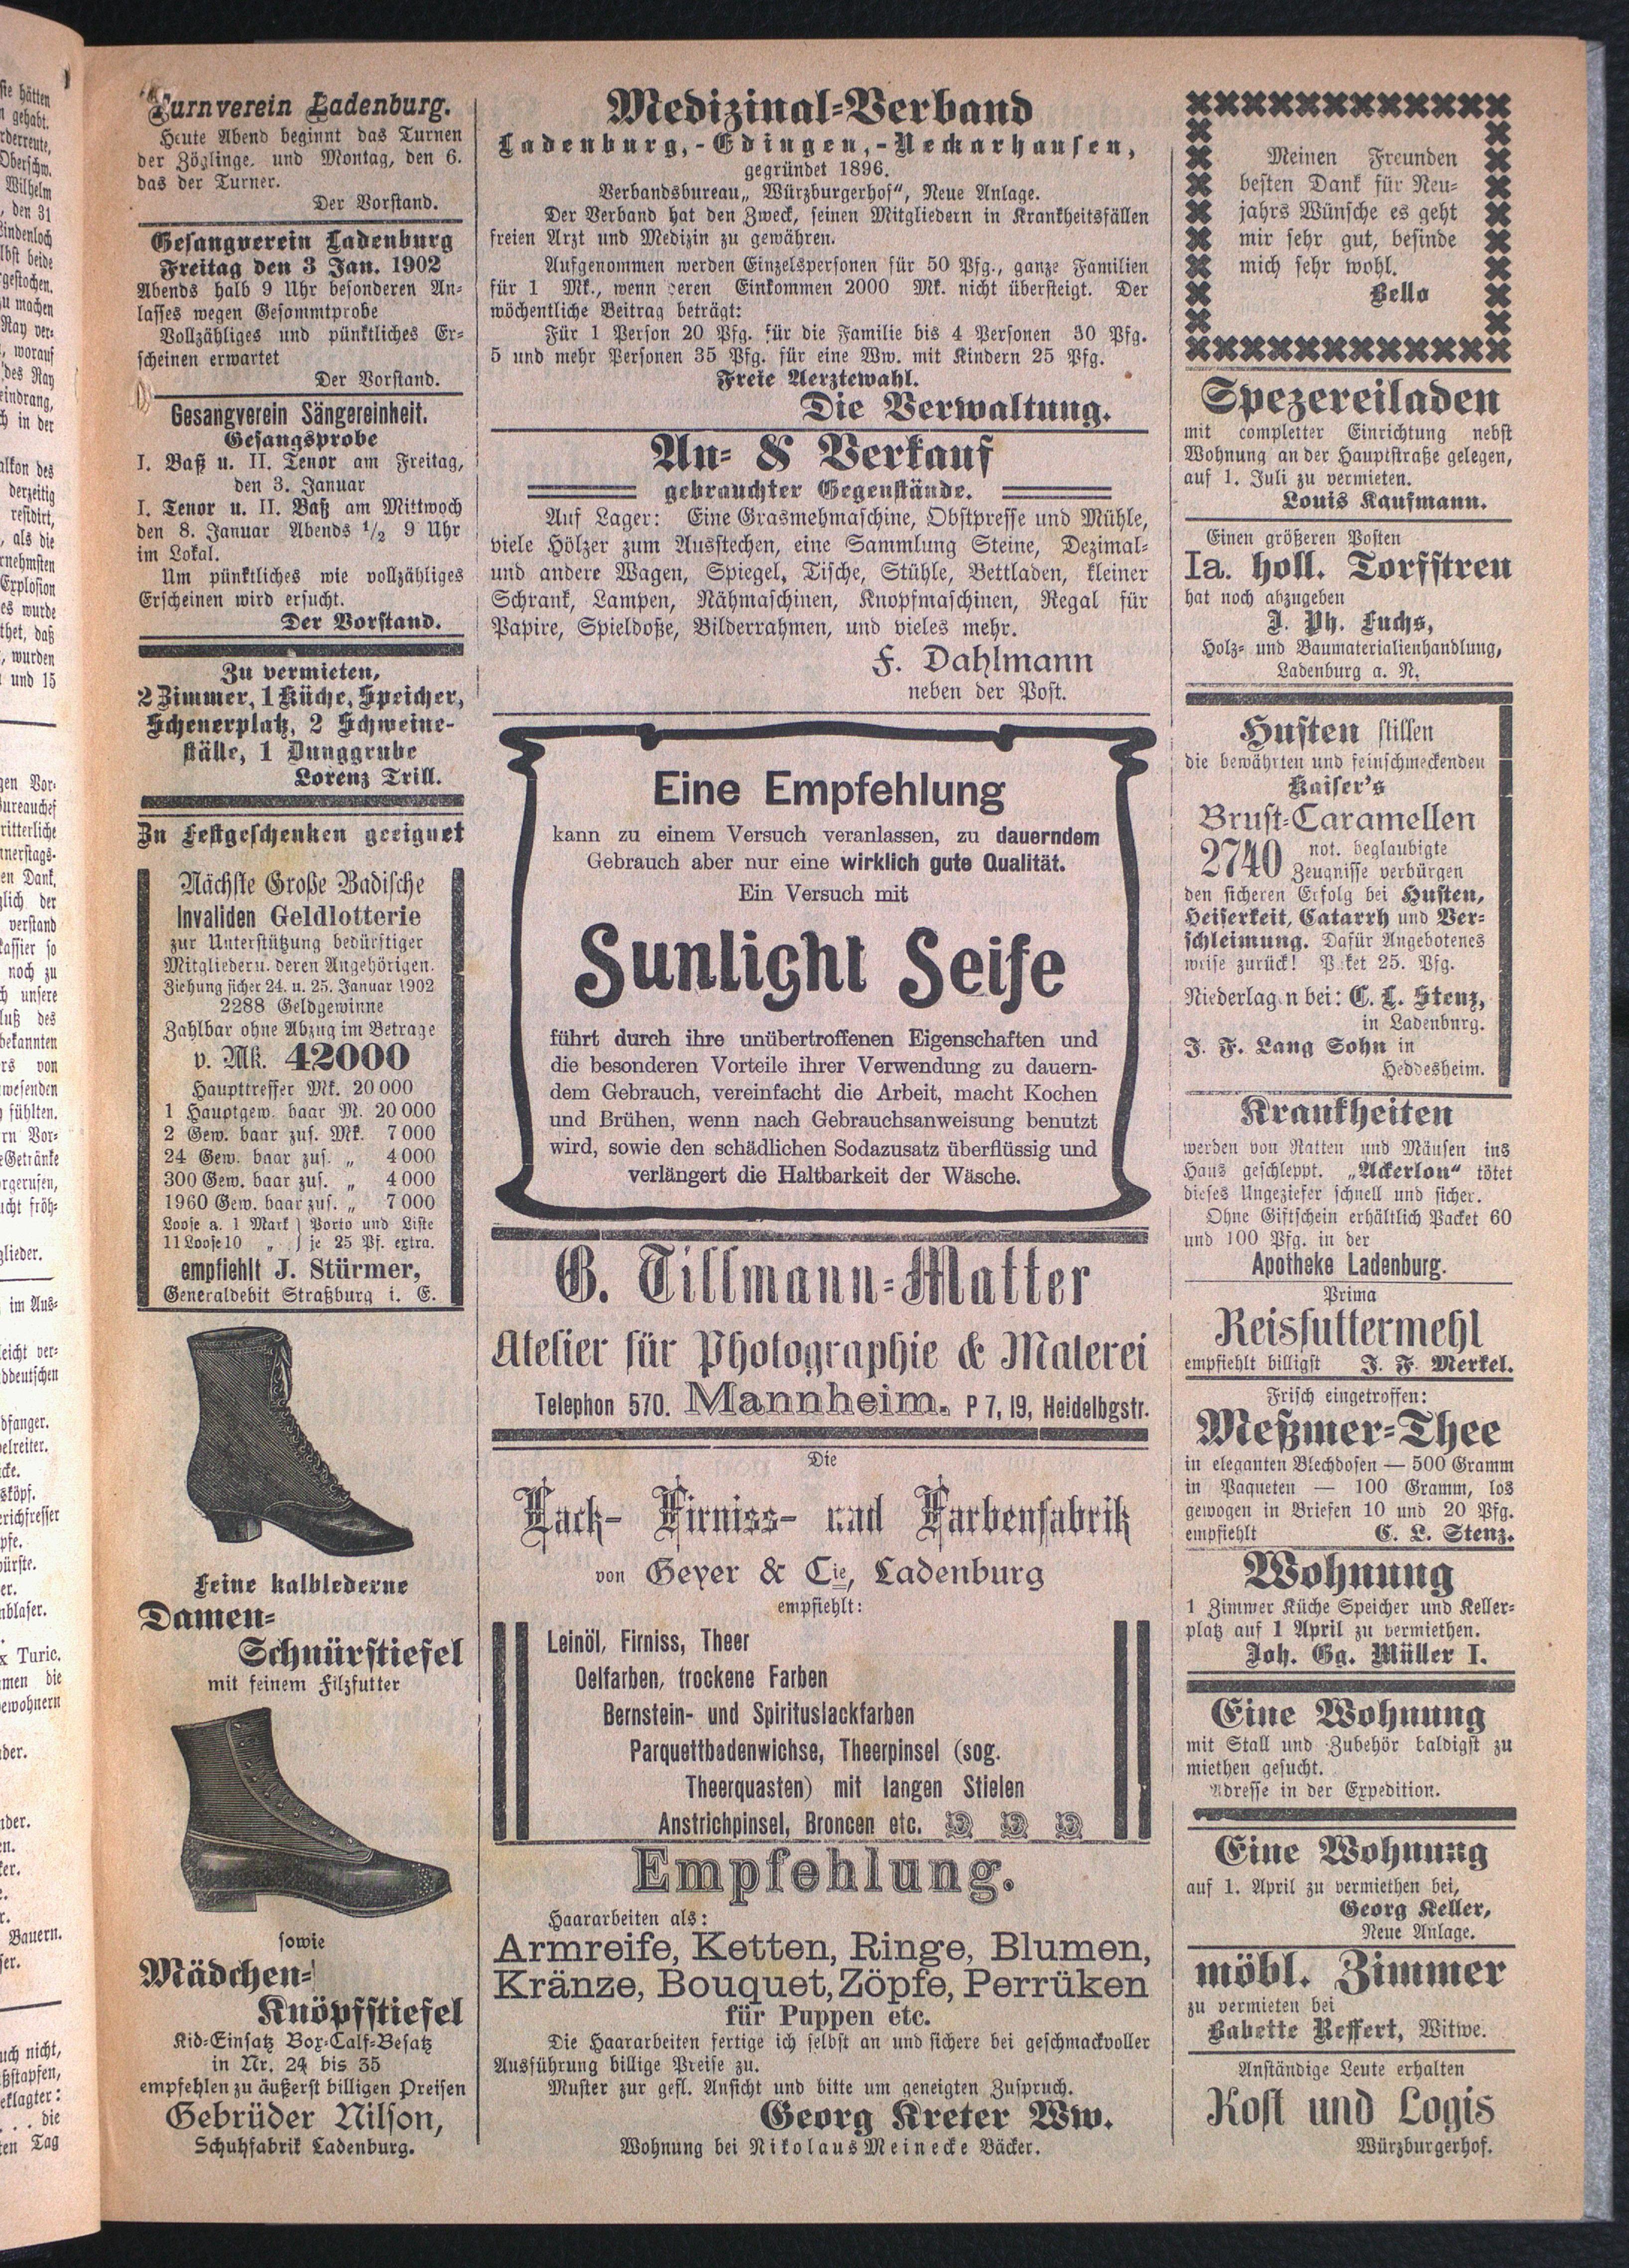 Turnverein Ladenburg.
Heute Abend beginnt das Turnen
der Zöglinge. und Montag, den 6.
das der Turner.
Der Vorstand.
Gesangverein Ladenburg
Freitag den 3 Jan. 1902
Abends halb 9 Uhr besonderen An-
lasses wegen Gesammtprobe
Vollzähliges und pünktliches Er-
scheinen erwartet
Der Vorstand.
Gesangverein Sängereinheit.
Gesangsprobe
I. Baß u. II. Tenor am Freitag,
den 3. Januar
I. Tenor u. II. Baß am Mittwoch
den 8. Januar Abends 1/2 9 Uhr
im Lokal.
Um pünktliches wie vollzähliges
Erscheinen wird ersucht.
Der Vorstand.
Zu vermieten,
2 Zimmer, 1 Küche, Speicher,
Scheuerplatz, 2 Schweine-
ställe, 1 Dunggrube
Lorenz Trill.
Zu Festgeschenken geeignet
Nächste Große Badische
Invaliden Geldlotterie
zur Unterstützung bedürftiger
Mitglieder u. deren Angehörigen.
Ziehung sicher 24. u. 25. Januar 1902
2288 Geldgewinne
Zahlbar ohne Abzug im Betrage
v. Mk. 42000
Haupttreffer Mk. 20 000
1 Hauptgew. baar M. 20 000
2 Gew. baar zus. Mk. 7 000
24 Gew. baar zus. „ 4 000
300 Gew. baar zus. „ 4 000
1960 Gew. baar zus. „ 7 000
Loose a. 1 Mark } Porto und Liste
11 Loose 10 „ } je 25 Pf. extra.
empfiehlt J. Stürmer,
Generaldebit Straßburg i. E.
Feine kalblederne
Damen-
Schnürstiefel
mit feinem Filzfutter
sowie
Mädchen-
Knöpfstiefel
Kid-Einsatz Box-Calf-Besatz
in Nr. 24 bis 35
empfehlen zu äußerst billigen Preisen
Gebrüder Nilson,
Schuhfabrik Ladenburg.
Medizinal-Verband
Ladenburg,-Edingen,-Neckarhausen,
gegründet 1896.
Verbandsbureau„ Würzburgerhof“, Neue Anlage.
Der Verband hat den Zweck, seinen Mitgliedern in Krankheitsfällen
freien Arzt und Medizin zu gewähren.
Aufgenommen werden Einzelspersonen für 50 Pfg., ganze Familien
für 1 Mk., wenn deren Einkommen 2000 Mk. nicht übersteigt. Der
wöchentliche Beitrag beträgt:
Für 1 Person 20 Pfg. für die Familie bis 4 Personen 30 Pfg.
5 und mehr Personen 35 Pfg. für eine Ww. mit Kindern 25 Pfg.
Freie Aerztewahl.
Die Verwaltung.
An- & Verkauf
gebrauchter Gegenstände.
Auf Lager: Eine Grasmehmaschine, Obstpresse und Mühle,
viele Hölzer zum Ausstechen, eine Sammlung Steine, Dezimal-
und andere Wagen, Spiegel, Tische, Stühle, Bettladen, kleiner
Schrank, Lampen, Nähmaschinen, Knopfmaschinen, Regal für
Papire, Spieldoße, Bilderrahmen, und vieles mehr.
F. Dahlmann
neben der Post.
Eine Empfehlung
kann zu einem Versuch veranlassen, zu dauerndem
Gebrauch aber nur eine wirklich gute Qualität.
Ein Versuch mit
Sunlight Seife
führt durch ihre unübertroffenen Eigenschaften und
die besonderen Vorteile ihrer Verwendung zu dauern-
dem Gebrauch, vereinfacht die Arbeit, macht Kochen
und Brühen, wenn nach Gebrauchsanweisung benutzt
wird, sowie den schädlichen Sodazusatz überflüssig und
verlängert die Haltbarkeit der Wäsche.
G. Tillmann-Matter
Atelier für Photographie & Malerei
Telephon 570. Mannheim. P 7, 19, Heidelbgstr.
Die
Lack- Firniss- und Farbenfabrik
von Geyer & Cie, Ladenburg
empfiehlt:
Leinöl, Firniss, Theer
Oelfarben, trockene Farben
Bernstein- und Spirituslackfarben
Parquettbodenwichse, Theerpinsel (sog.
Theerquasten) mit langen Stielen
Anstrichpinsel, Broncen etc.
Empfehlung.
Haararbeiten als:
Armreife, Ketten, Ringe, Blumen,
Kränze, Bouquet, Zöpfe, Perrüken
für Puppen etc.
Die Haararbeiten fertige ich selbst an und sichere bei geschmackvoller
Ausführung billige Preise zu.
Muster zur gefl. Ansicht und bitte um geneigten Zuspruch.
Georg Kreter Ww.
Wohnung bei Nikolaus Meinecke Bäcker.
Meinen Freunden
besten Dank für Neu-
jahrs Wünsche es geht
mir sehr gut, befinde
mich sehr wohl.
Bello
Spezereiladen
mit completter Einrichtung nebst
Wohnung an der Hauptstraße gelegen,
auf 1. Juli zu vermieten.
Louis Kaufmann.
Einen größeren Posten
Ia. holl. Torfstreu
hat noch abzugeben
J. Ph. Fuchs,
Holz- und Baumaterialienhandlung,
Ladenburg a. N.
Husten stillen
die bewährten und feinschmeckenden
Kaiser's
Brust-Caramellen
2740 not. beglaubigte
Zeugnisse verbürgen
den sicheren Erfolg bei Husten,
Heiserkeit, Catarrh und Ver-
schleimung. Dafür Angebotenes
weise zurück! Paket 25. Pfg.
Niederlagen bei: C. L. Stenz,
in Ladenburg.
J. F. Lang Sohn in
Heddesheim.
Krankheiten
werden von Ratten und Mäusen ins
Haus geschleppt. „Ackerlon“ tötet
dieses Ungeziefer schnell und sicher.
Ohne Giftschein erhältlich Packet 60
und 100 Pfg. in der
Apotheke Ladenburg.
Prima
Reisfuttermehl
empfiehlt billigst J. F. Merkel.
Frisch eingetroffen:
Meßmer-Thee
in eleganten Blechdosen — 500 Gramm
in Paqueten — 100 Gramm, los
gewogen in Briefen 10 und 20 Pfg.
empfiehlt C. L. Stenz.
Wohnung
1 Zimmer Küche Speicher und Keller-
platz auf 1 April zu vermiethen.
Joh. Gg. Müller I.
Eine Wohnung
mit Stall und Zubehör baldigst zu
miethen gesucht.
Adresse in der Expedition.
Eine Wohnung
auf 1. April zu vermiethen bei,
Georg Keller,
Neue Anlage.
möbl. Zimmer
zu vermieten bei
Babette Reffert, Witwe.
Anständige Leute erhalten
Kost und Logis
Würzburgerhof.